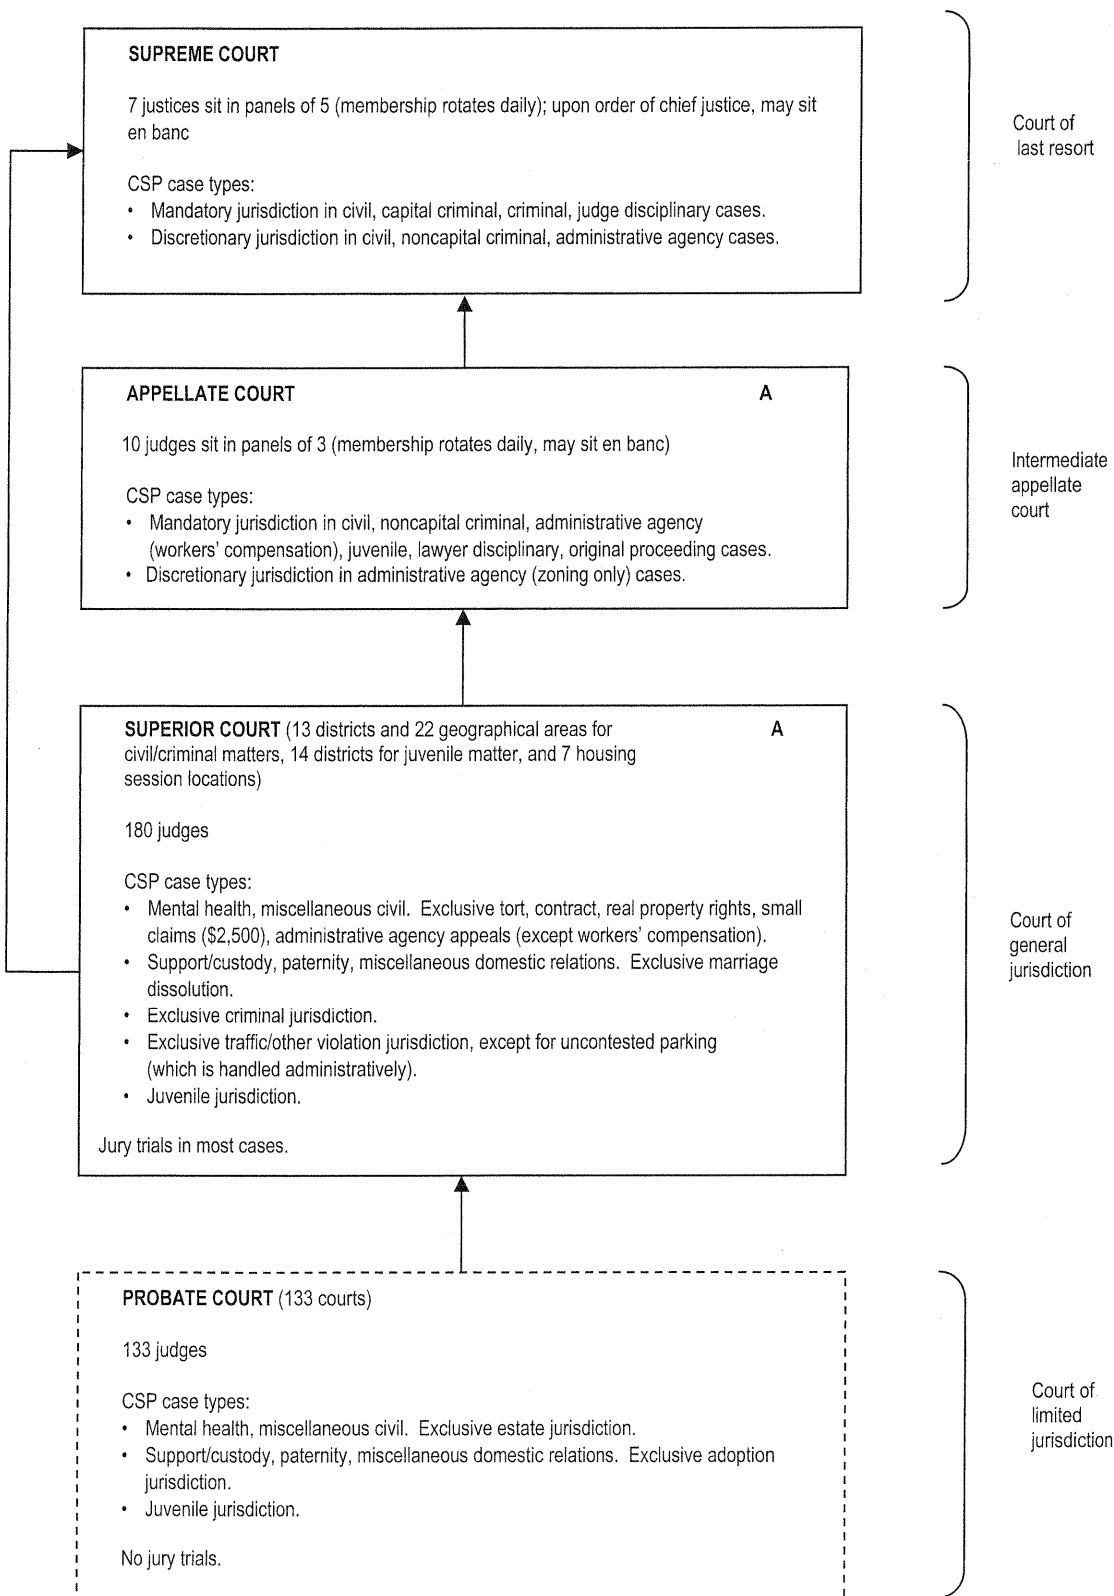 SUPREME COURT
7 justices sit in panels of 5 (membership rotates daily); upon order of chief justice, may sit
en banc
CSP case types:
• Mandatory jurisdiction in civil, capital criminal, criminal, judge disciplinary cases.
• Discretionary jurisdiction in civil, noncapital criminal, administrative agency cases.
Court of
last resort
APPELLATE COURT A
10 judges sit in panels of 3 (membership rotates daily, may sit en banc)
CSP case types:
• Mandatory jurisdiction in civil, noncapital criminal, administrative agency
(workers' compensation), juvenile, lawyer disciplinary, original proceeding cases.
• Discretionary jurisdiction in administrative agency (zoning only) cases.
Intermediate
appellate
court
SUPERIOR COURT (13 districts and 22 geographical areas for A
civil/criminal matters, 14 districts for juvenile matter, and 7 housing
session locations)
180 judges
CSP case types:
• Mental health, miscellaneous civil. Exclusive tort, contract, real property rights, small
claims ($2,500), administrative agency appeals (except workers' compensation).
• Support/custody, paternity, miscellaneous domestic relations. Exclusive marriage
dissolution.
• Exclusive criminal jurisdiction.
• Exclusive traffic/other violation jurisdiction, except for uncontested parking
(which is handled administratively).
• Juvenile jurisdiction.
Jury trials in most cases.
Court of
general
jurisdiction
PROBATE COURT (133 courts)
133 judges
CSP case types:
• Mental health, miscellaneous civil. Exclusive estate jurisdiction.
• Support/custody, paternity, miscellaneous domestic relations. Exclusive adoption
jurisdiction.
• Juvenile jurisdiction.
No jury trials.
Court of
limited
jurisdiction